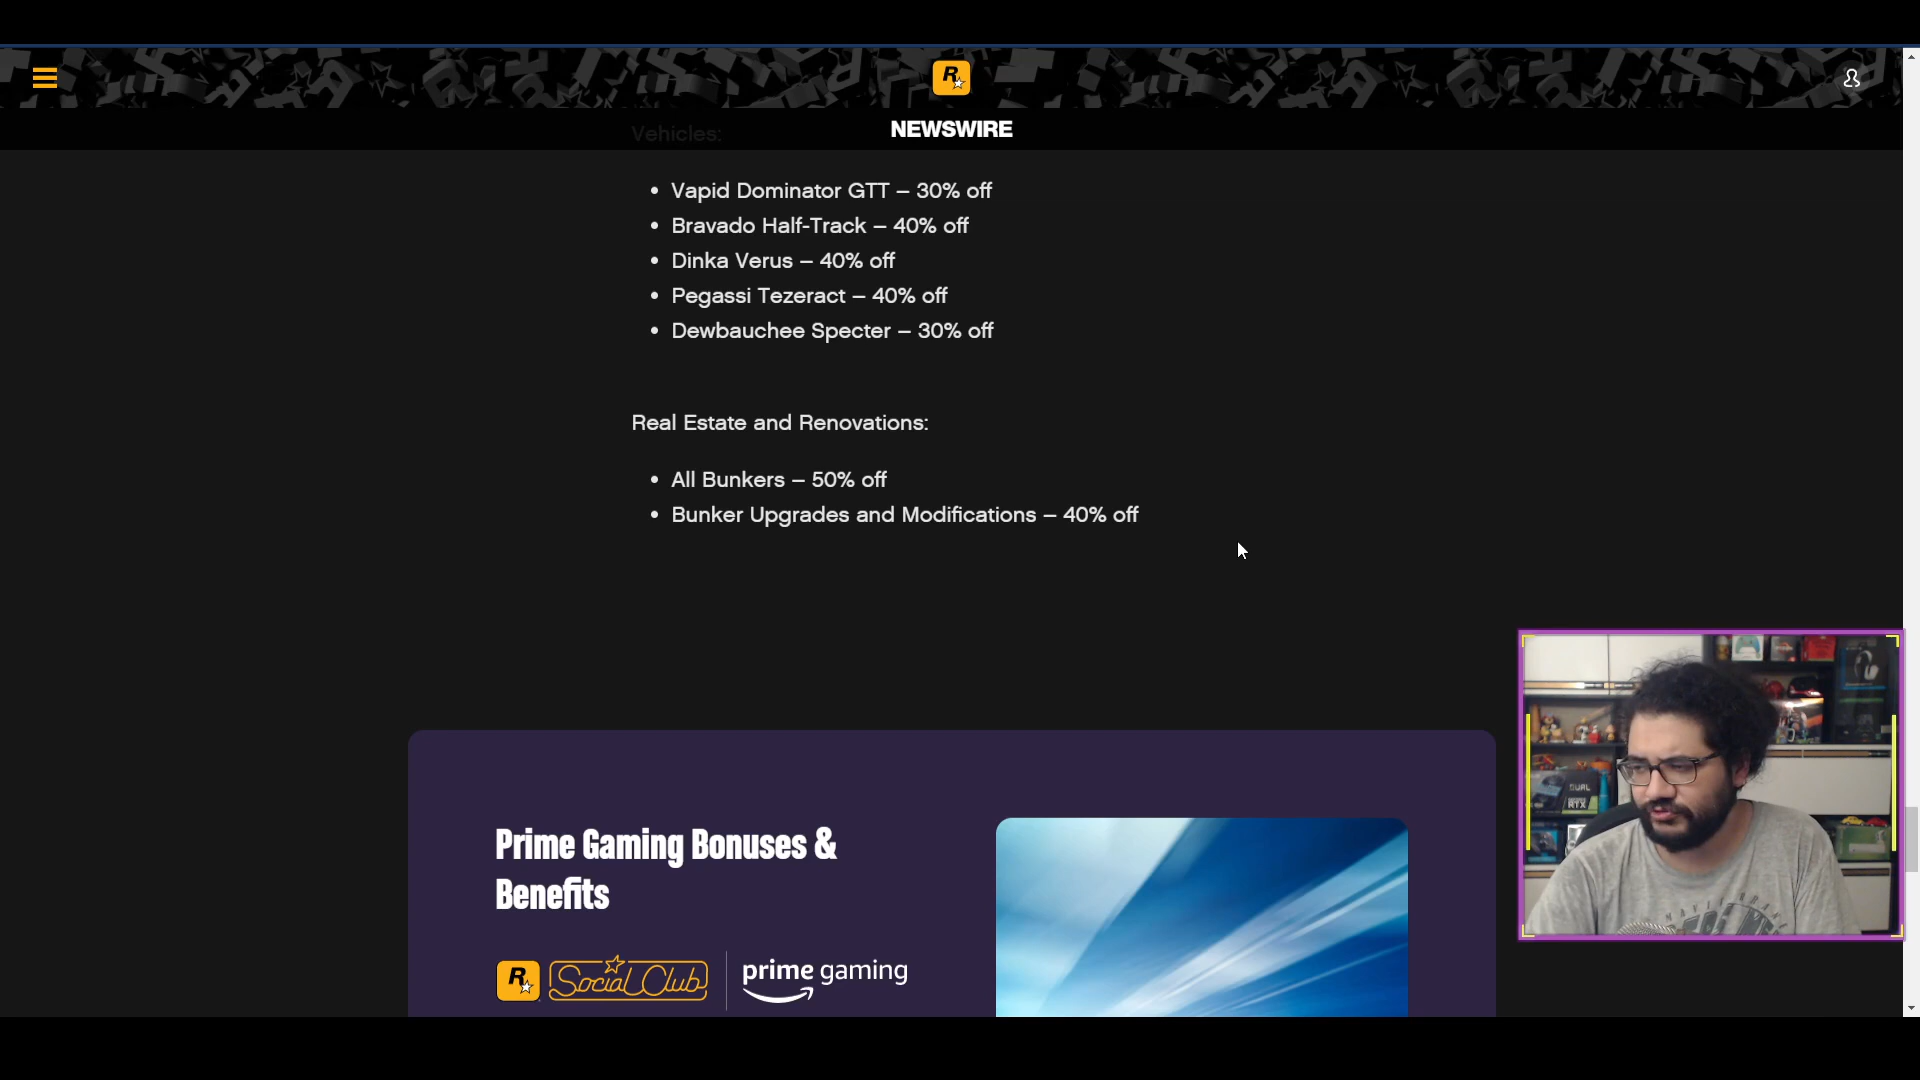 NEWSWIRE
Vehicles:
Vapid Dominator GTT – 30% off
Bravado Half-Track – 40% off
Dinka Verus – 40% off
Pegassi Tezeract – 40% off
Dewbauchee Specter – 30% off
Real Estate and Renovations:
All Bunkers – 50% off
Bunker Upgrades and Modifications – 40% off
Prime Gaming Bonuses &
Benefits
R Social Club prime gaming
R
DUAL
RTX